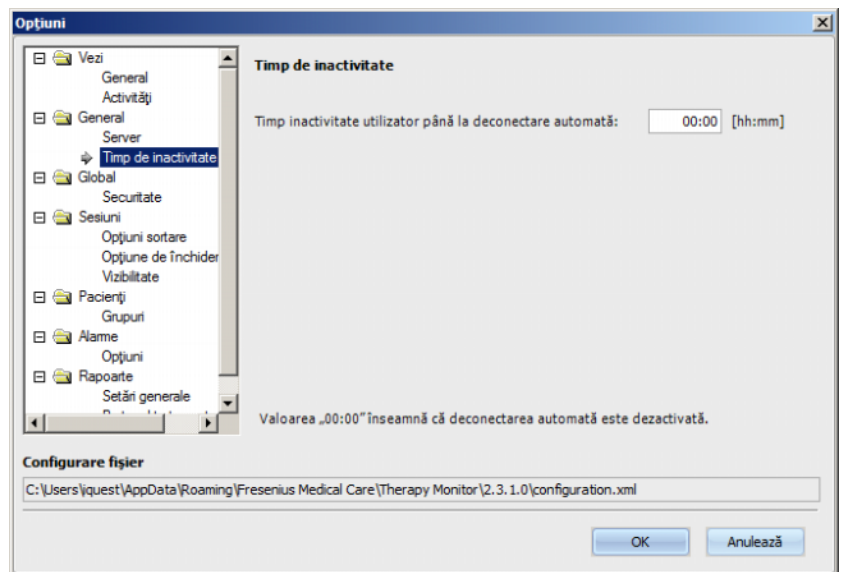 Opţiuni
Vezi
General
Activităţi
General
Server
Timp de inactivitate
Global
Securitate
Sesiuni
Opţiuni sortare
Opţiune de închider
Vizibilitate
Pacienţi
Grupuri
Alarme
Opţiuni
Rapoarte
Setări generale
Timp de inactivitate
Timp inactivitate utilizator până la deconectare automată: 00:00 [hh:mm]
Valoarea „00:00” înseamnă că deconectarea automată este dezactivată.
Configurare fişier
C:\Users\iquest\AppData\Roaming\Fresenius Medical Care\Therapy Monitor\2.3.1.0\configuration.xml
OK Anulează